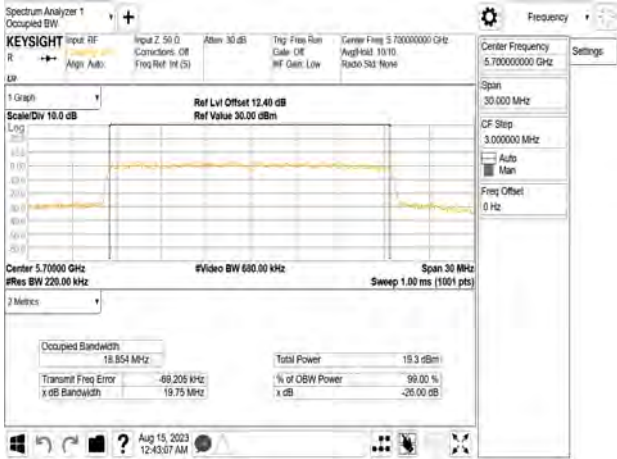 Spectrum Analyzer 1
Occupied BW
+
Frequency
KEYSIGHT
R
Input: RF
Align: Auto
Input Z: 50 Ω
Corrections: Off
Freq Ref: Int (S)
Atten: 30 dB
Trig: Free Run
Gate: Off
#IF Gain: Low
Center Freq: 5.700000000 GHz
Avg|Hold: 10/10
Radio Std: None
Center Frequency
5.700000000 GHz
Settings
Span
30.000 MHz
CF Step
3.000000 MHz
Auto
Man
Freq Offset
0 Hz
1 Graph
Scale/Div 10.0 dB
Ref Lvl Offset 12.40 dB
Ref Value 30.00 dBm
Log
Center 5.70000 GHz
#Res BW 220.00 kHz
#Video BW 680.00 kHz
Span 30 MHz
Sweep 1.00 ms (1001 pts)
2 Metrics
Occupied Bandwidth
18.854 MHz
Total Power 19.3 dBm
Transmit Freq Error -69.205 kHz
% of OBW Power 99.00 %
x dB Bandwidth 19.75 MHz
x dB -26.00 dB
?
Aug 15, 2023
12:43:07 AM